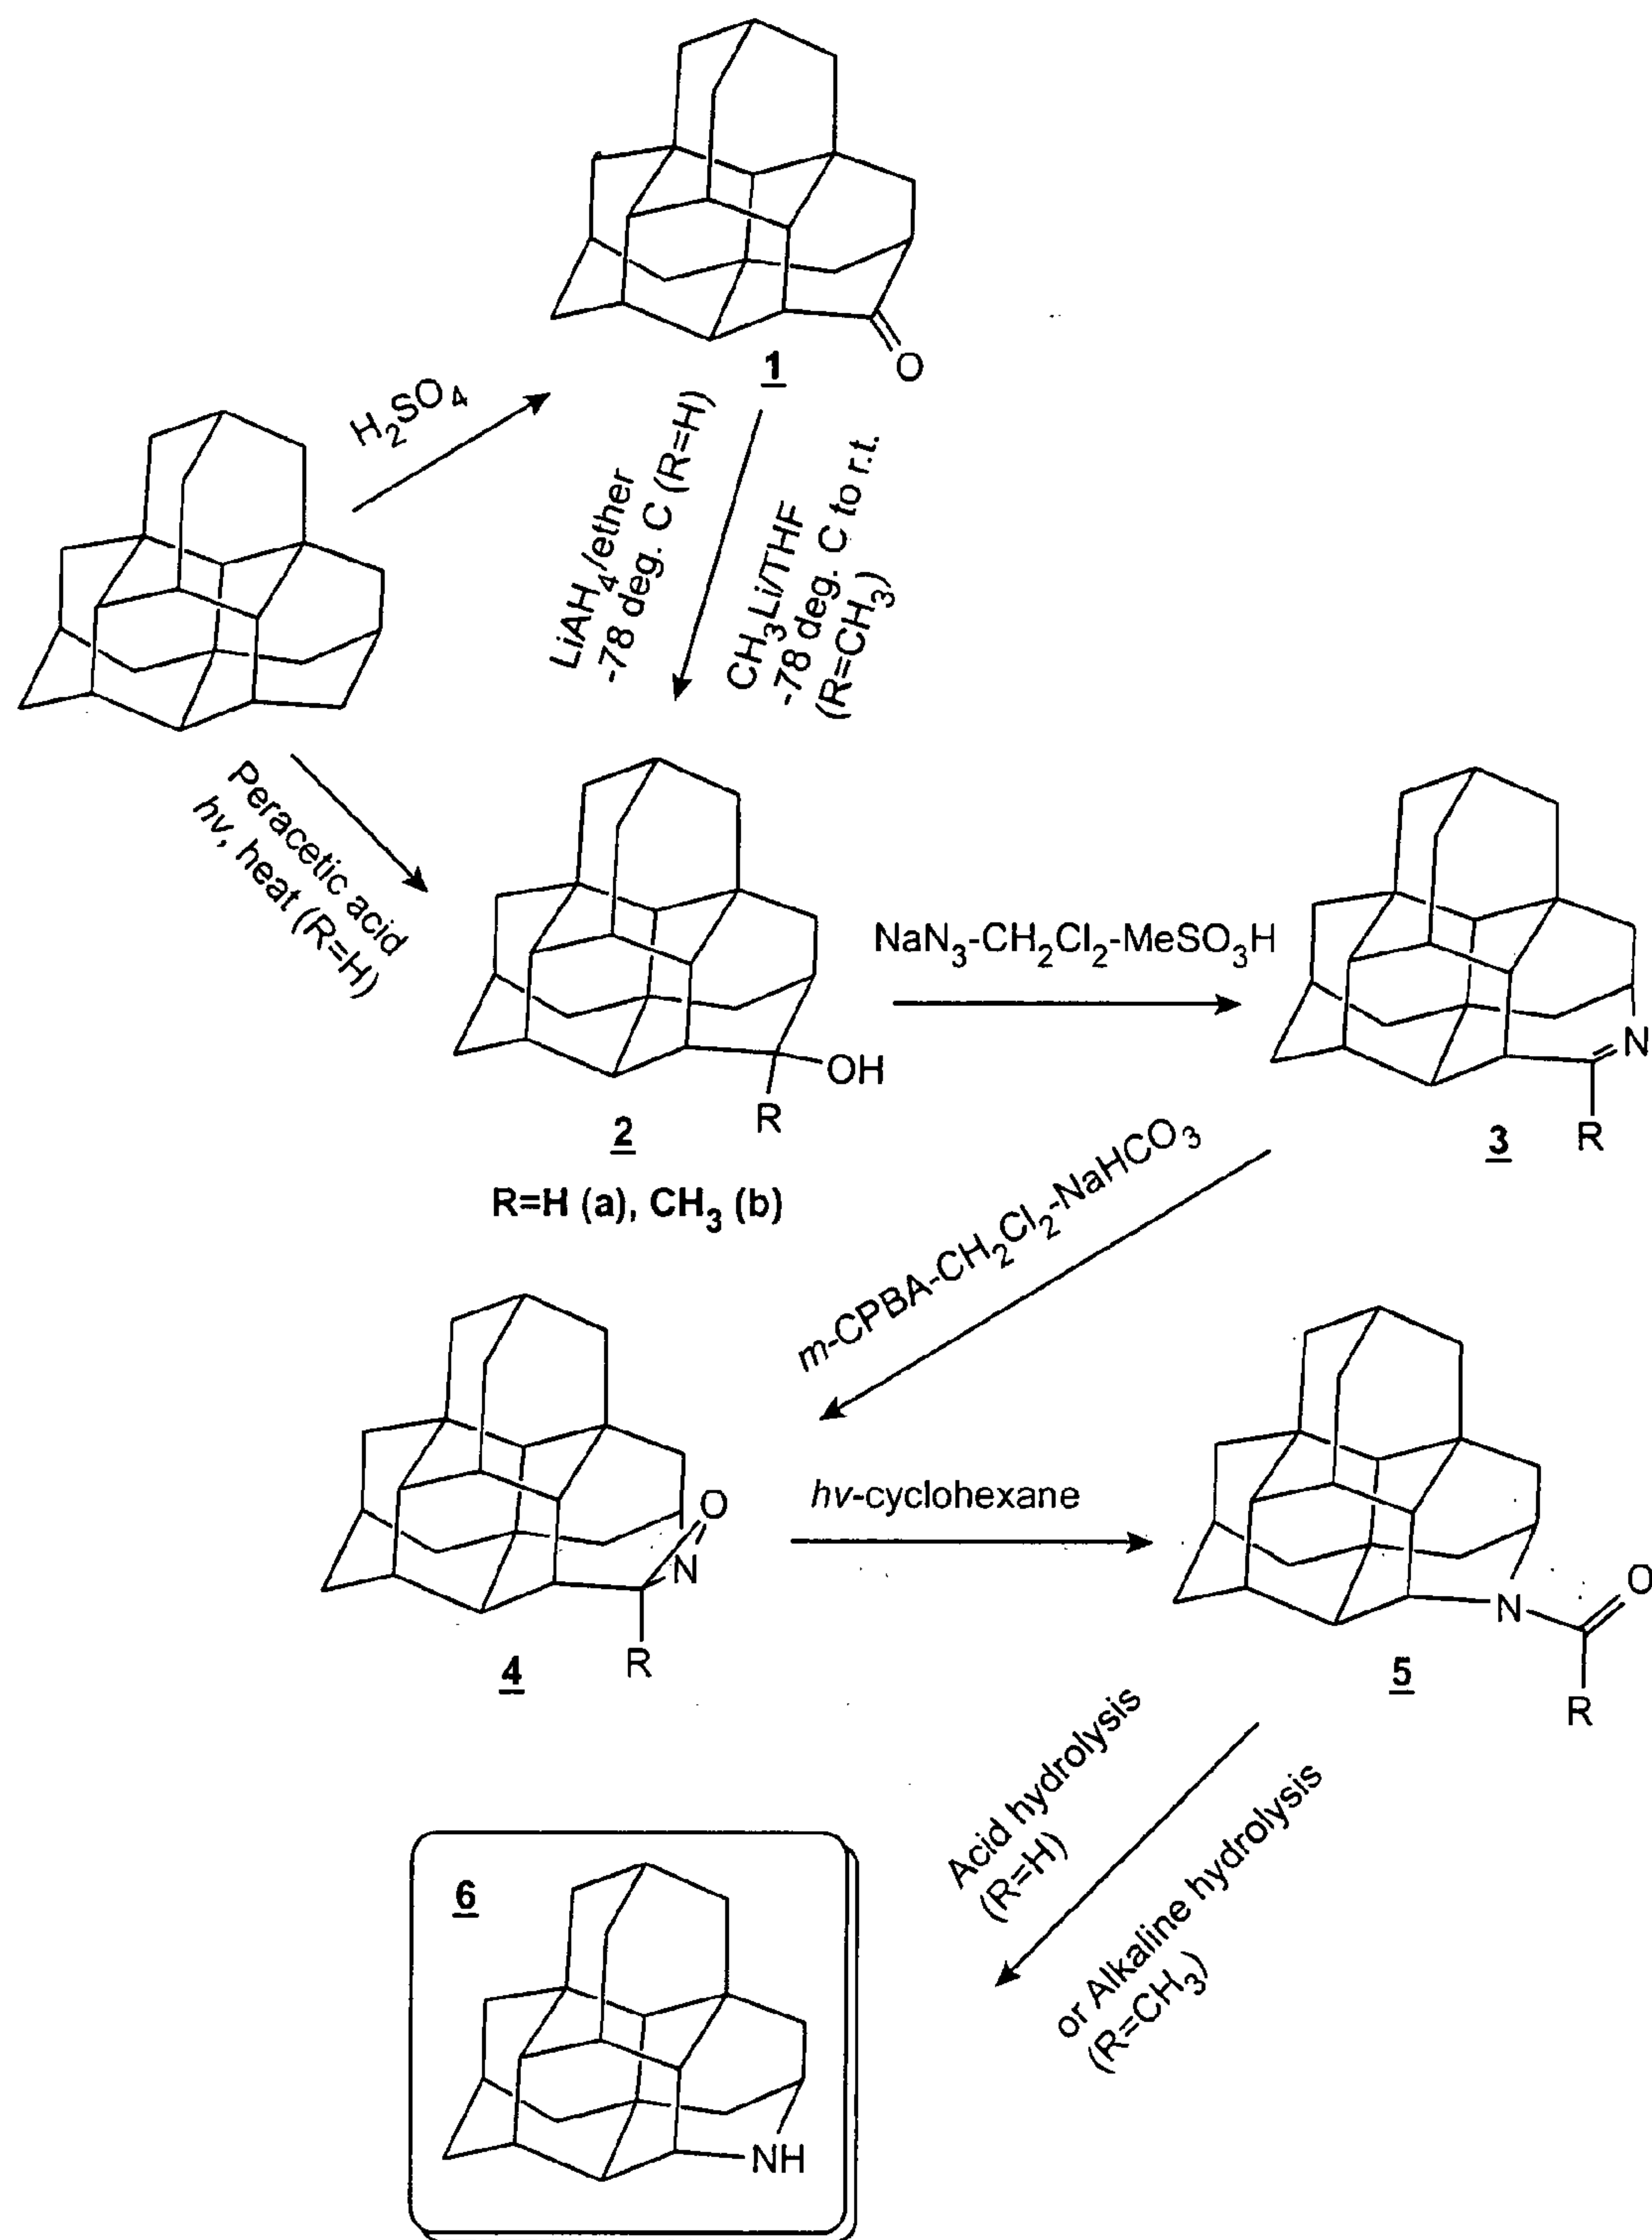 O
1
H2SO4
LiAH4/ether
-78 deg. C (R=H)
CH3Li/THF
-78 deg. C to r.t.
(R=CH3)
Peracetic acid
hv, heat (R=H)
OH
R
2
R=H (a), CH3 (b)
NaN3-CH2Cl2-MeSO3H
N
R
3
m-CPBA-CH2Cl2-NaHCO3
O
N
R
4
hv-cyclohexane
O
N
R
5
Acid hydrolysis
(R=H)
or Alkaline hydrolysis
(R=CH3)
6
NH